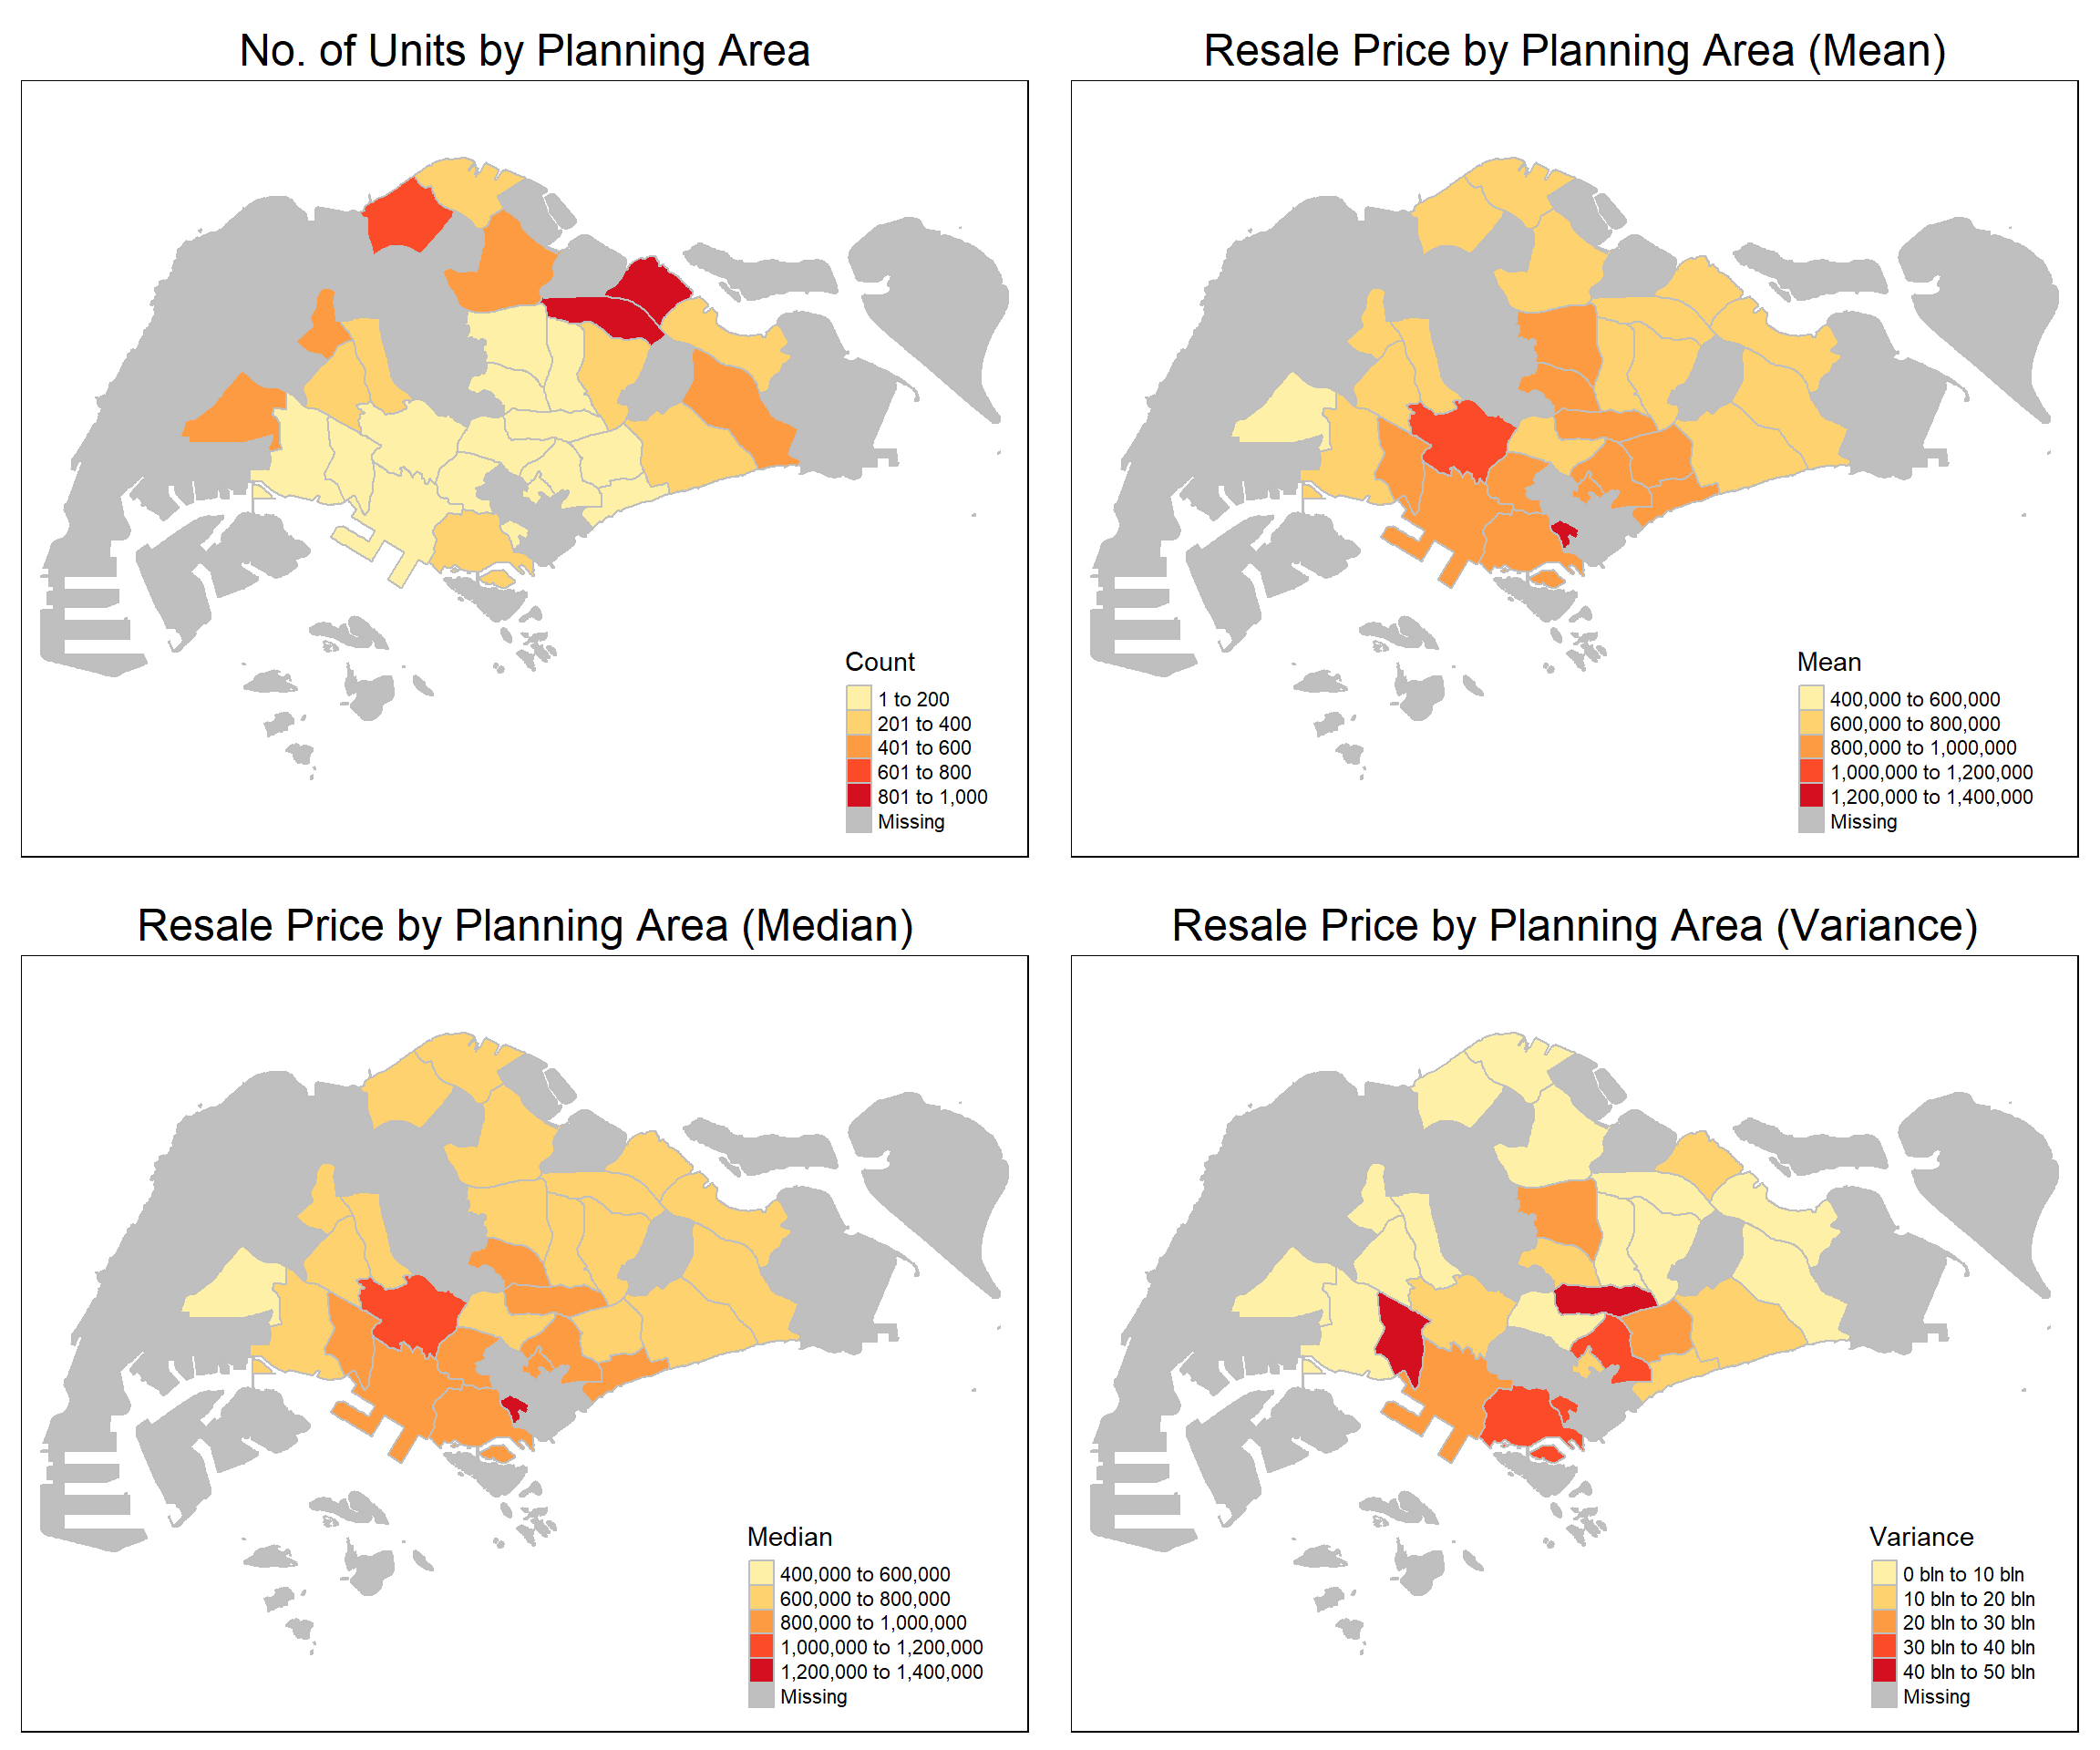 No. of Units by Planning Area
Count
1 to 200
201 to 400
401 to 600
601 to 800
801 to 1,000
Missing
Resale Price by Planning Area (Mean)
Mean
400,000 to 600,000
600,000 to 800,000
800,000 to 1,000,000
1,000,000 to 1,200,000
1,200,000 to 1,400,000
Missing
Resale Price by Planning Area (Median)
Median
400,000 to 600,000
600,000 to 800,000
800,000 to 1,000,000
1,000,000 to 1,200,000
1,200,000 to 1,400,000
Missing
Resale Price by Planning Area (Variance)
Variance
0 bln to 10 bln
10 bln to 20 bln
20 bln to 30 bln
30 bln to 40 bln
40 bln to 50 bln
Missing